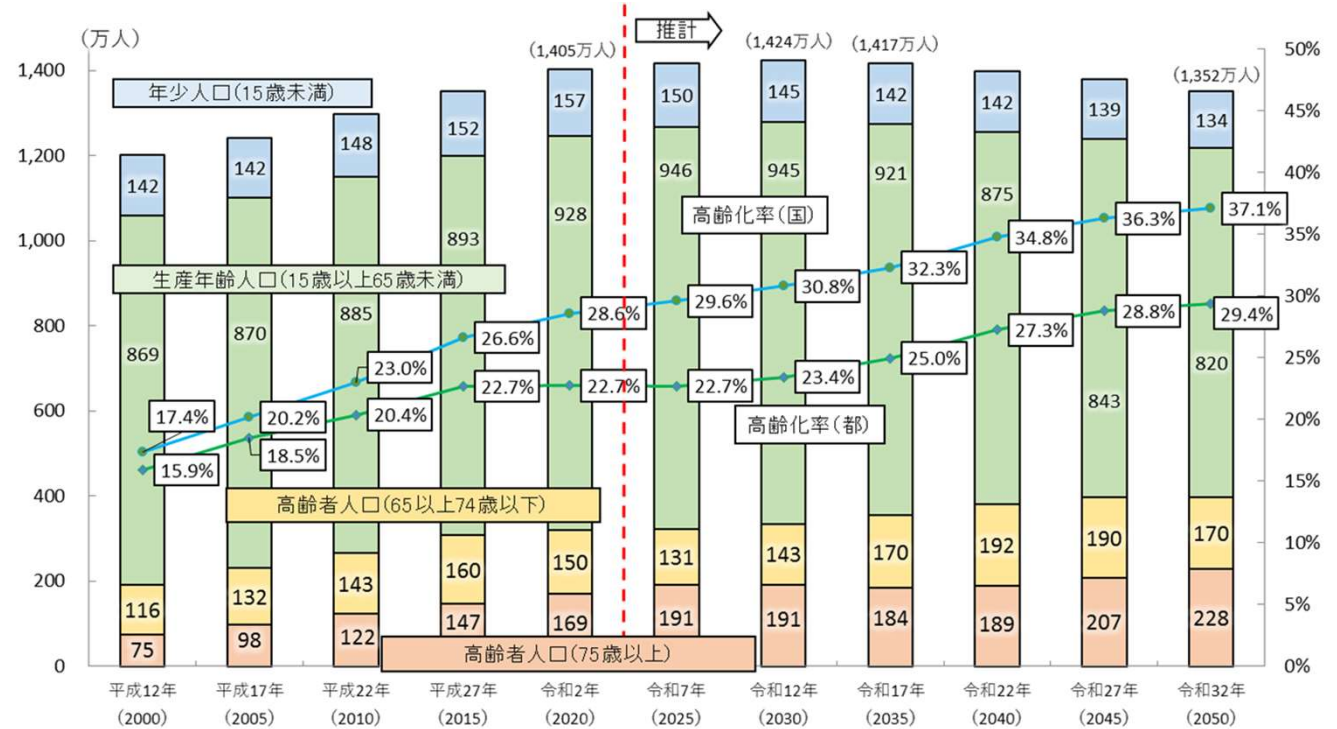 (万人)
推計
(1,405万人)
(1,424万人)
(1,417万人)
(1,352万人)
1,400
1,200
1,000
800
600
400
200
0
50%
45%
40%
35%
30%
25%
20%
15%
10%
5%
0%
年少人口(15歳未満)
142 142 148 152 157 150 145 142 142 139 134
生産年齢人口(15歳以上65歳未満)
869 870 885 893 928 946 945 921 875 843 820
高齢化率(国)
17.4% 20.2% 23.0% 26.6% 28.6% 29.6% 30.8% 32.3% 34.8% 36.3% 37.1%
高齢化率(都)
15.9% 18.5% 20.4% 22.7% 22.7% 22.7% 23.4% 25.0% 27.3% 28.8% 29.4%
高齢者人口(65以上74歳以下)
116 132 143 160 150 131 143 170 192 190 170
高齢者人口(75歳以上)
75 98 122 147 169 191 191 184 189 207 228
平成12年 平成17年 平成22年 平成27年 令和2年 令和7年 令和12年 令和17年 令和22年 令和27年 令和32年
(2000) (2005) (2010) (2015) (2020) (2025) (2030) (2035) (2040) (2045) (2050)